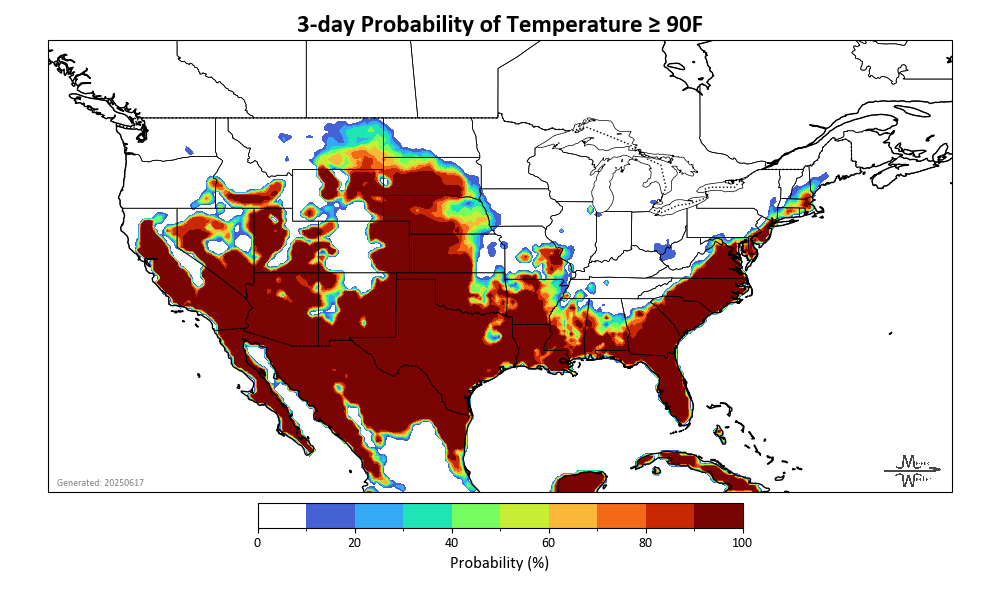 3-day Probability of Temperature ≥ 90F
Generated: 20250617
0 20 40 60 80 100
Probability (%)